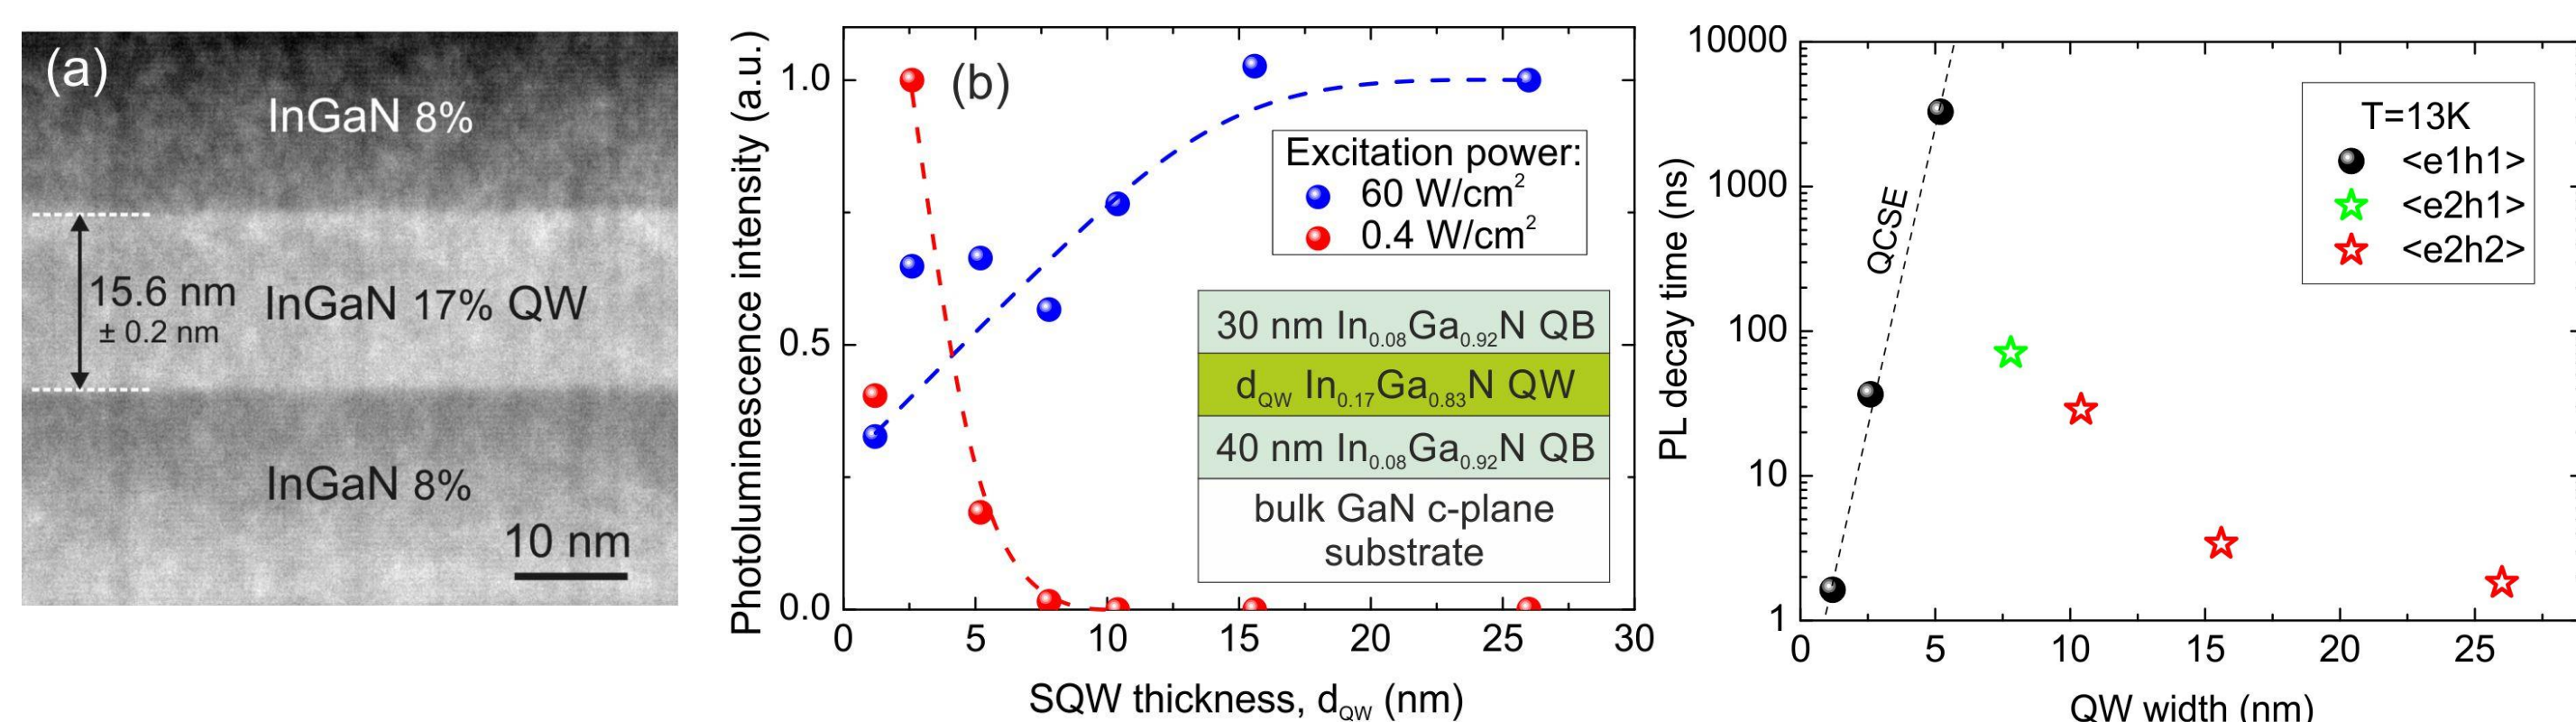 (a)
InGaN 8%
15.6 nm
± 0.2 nm
InGaN 17% QW
InGaN 8%
10 nm
Photoluminescence intensity (a.u.)
1.0
0.5
0.0
(b)
Excitation power:
60 W/cm²
0.4 W/cm²
30 nm In₀.₀₈Ga₀.₉₂N QB
d_QW In₀.₁₇Ga₀.₈₃N QW
40 nm In₀.₀₈Ga₀.₉₂N QB
bulk GaN c-plane
substrate
0 5 10 15 20 25 30
SQW thickness, d_QW (nm)
PL decay time (ns)
10000
1000
100
10
1
QCSE
T=13K
<e1h1>
<e2h1>
<e2h2>
0 5 10 15 20 25
QW width (nm)